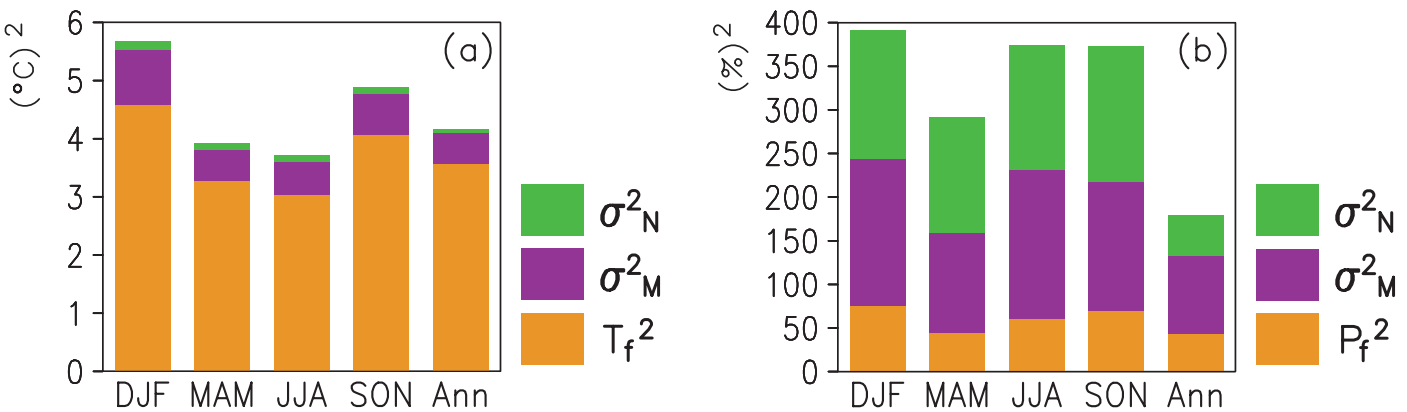 (°C)²
6
5
4
3
2
1
0
(a)
DJF MAM JJA SON Ann
σ²N
σ²M
Tf²
(%)²
400
350
300
250
200
150
100
50
0
(b)
DJF MAM JJA SON Ann
σ²N
σ²M
Pf²